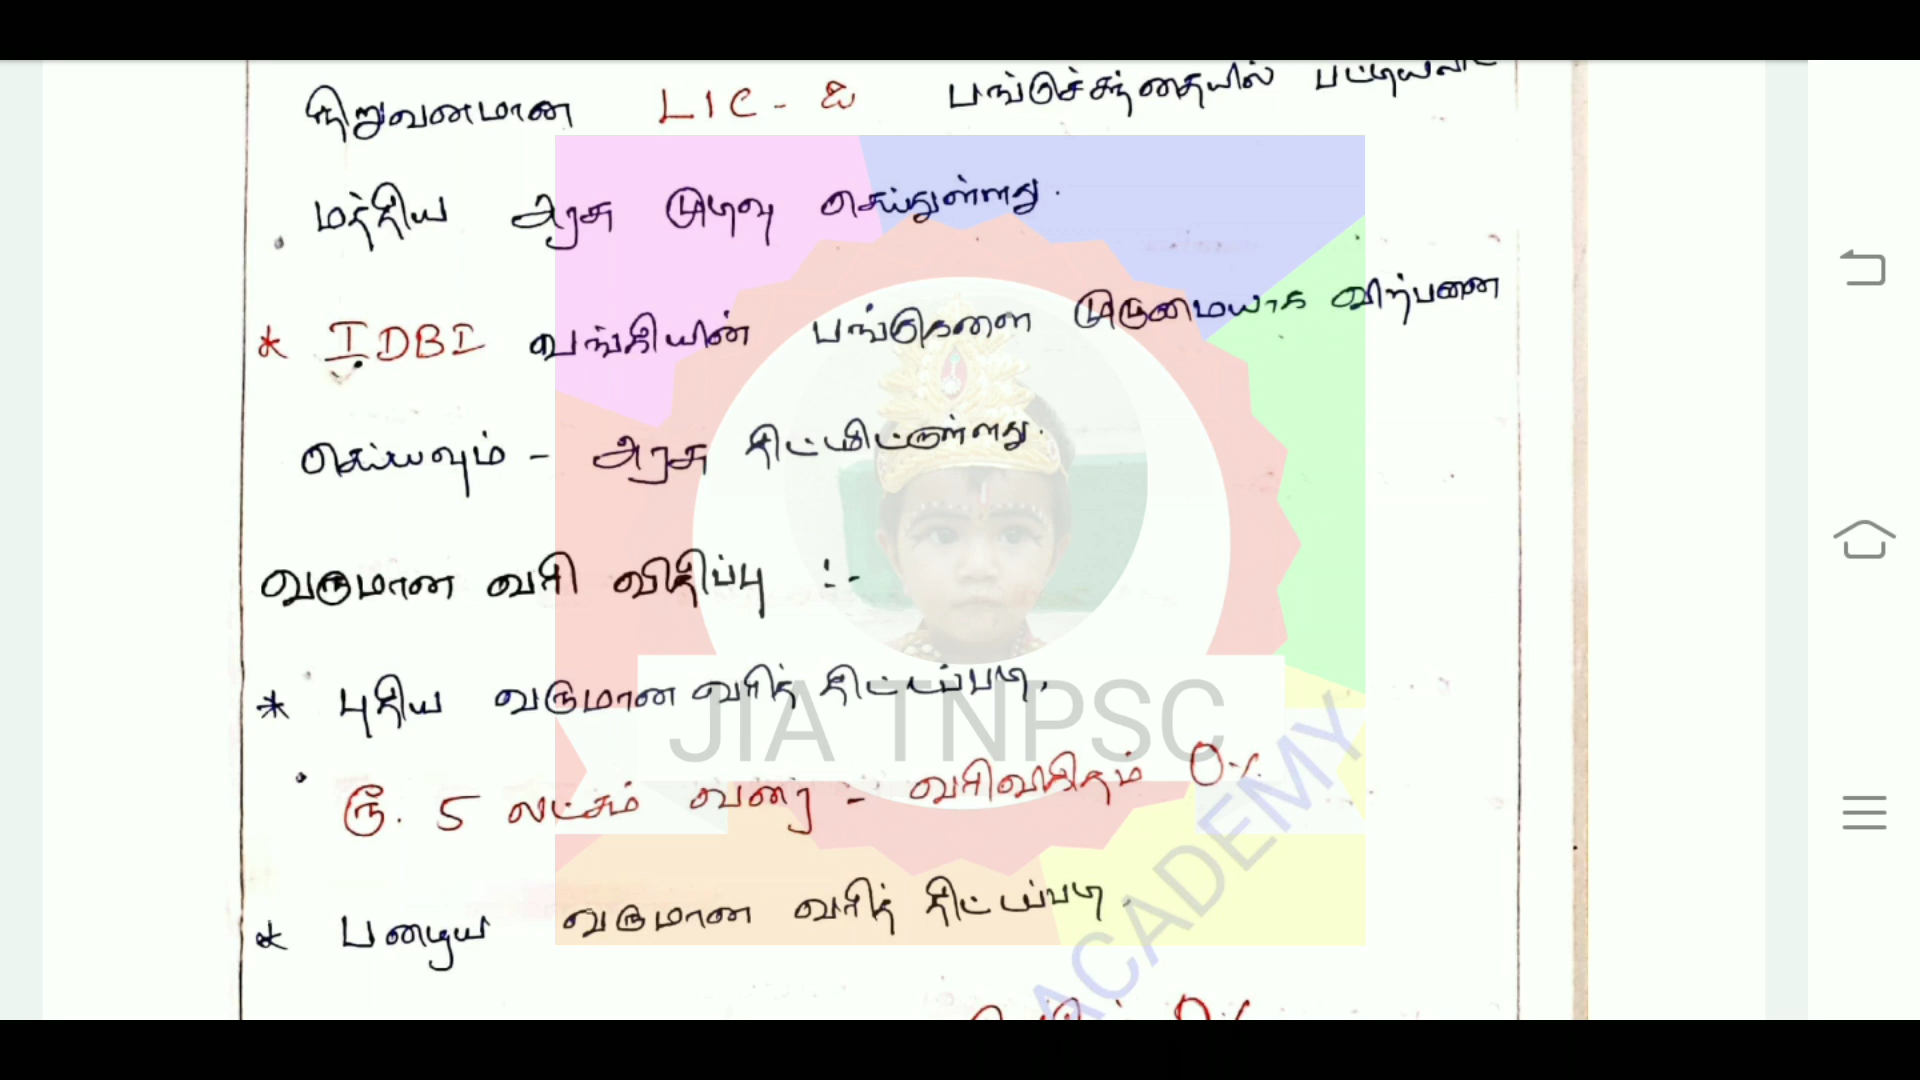 நிறுவனமான LIC-ஐ பங்குச்சந்தையில் பட்டியலிட
மத்திய அரசு முடிவு செய்துள்ளது.
* IDBI வங்கியின் பங்குகளை முழுமையாக விற்பனை
செய்யவும் - அரசு திட்டமிட்டுள்ளது.
வருமான வரி விதிப்பு :-
* புதிய வருமான வரித் திட்டப்படி.
ரூ. 5 லட்சம் வரை - வரிவிகிதம் 0%
JIA TNPSC
ACADEMY
* பழைய வருமான வரித் திட்டப்படி.
0%